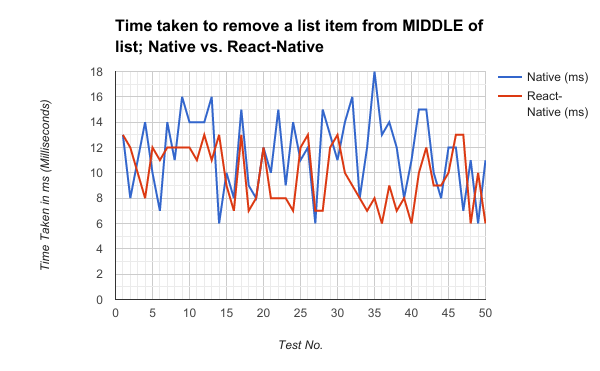 Time taken to remove a list item from MIDDLE of
list; Native vs. React-Native
Time Taken in ms (Milliseconds)
18
16
14
12
10
8
6
4
2
0
0 5 10 15 20 25 30 35 40 45 50
Test No.
Native (ms)
React-
Native (ms)